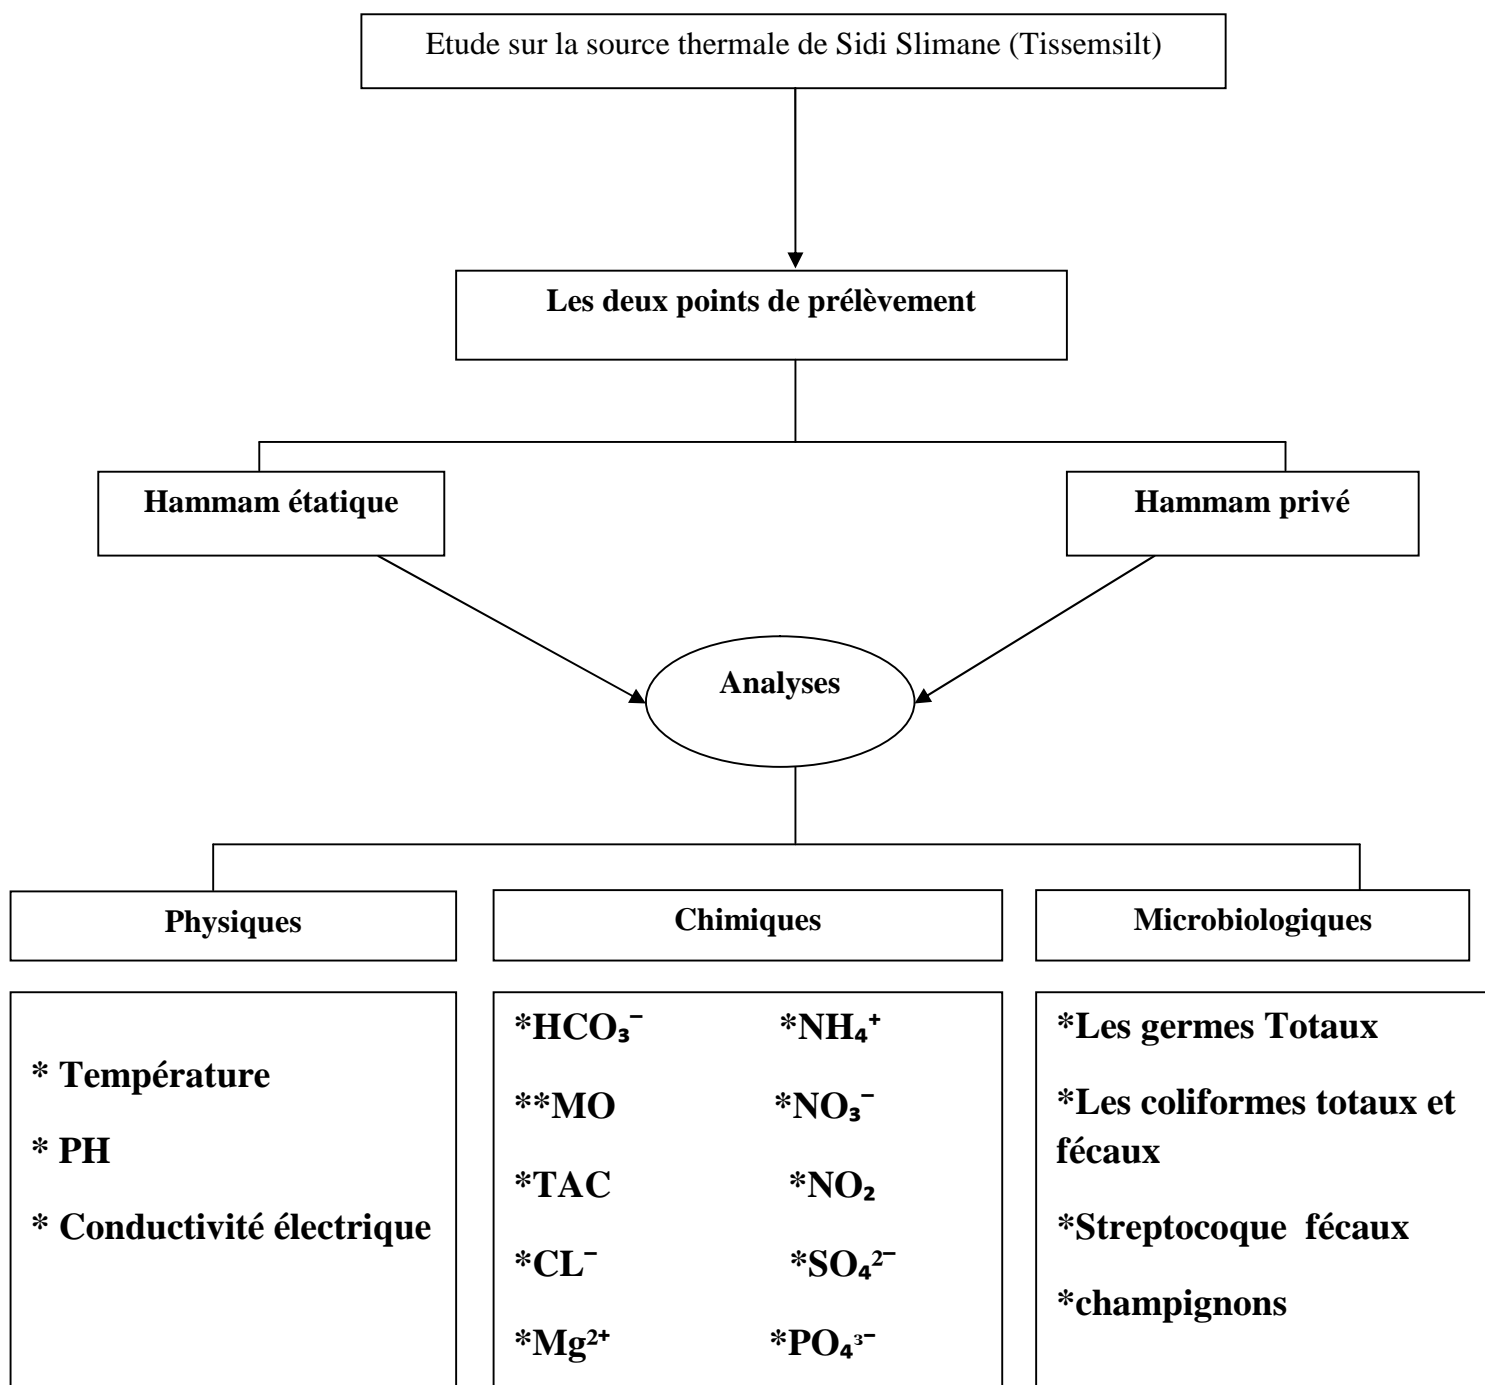 Etude sur la source thermale de Sidi Slimane (Tissemsilt)
Les deux points de prélèvement
Hammam étatique
Hammam privé
Analyses
Physiques
Chimiques
Microbiologiques
* Température
* PH
* Conductivité électrique
*HCO₃⁻ *NH₄⁺
**MO *NO₃⁻
*TAC *NO₂
*CL⁻ *SO₄²⁻
*Mg²⁺ *PO₄³⁻
*Les germes Totaux
*Les coliformes totaux et
fécaux
*Streptocoque fécaux
*champignons